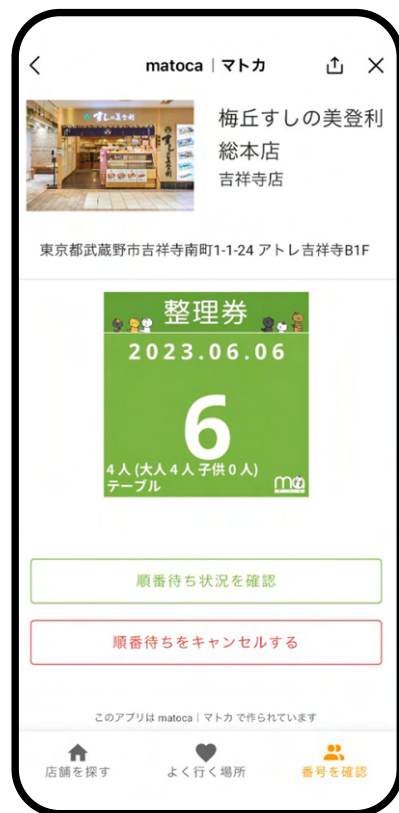 matoca｜マトカ
梅丘すしの美登利
総本店
吉祥寺店
東京都武蔵野市吉祥寺南町1-1-24 アトレ吉祥寺B1F
整理券
2023.06.06
6
4人(大人4人子供0人)
テーブル
順番待ち状況を確認
順番待ちをキャンセルする
このアプリは matoca｜マトカ で作られています
店舗を探す
よく行く場所
番号を確認